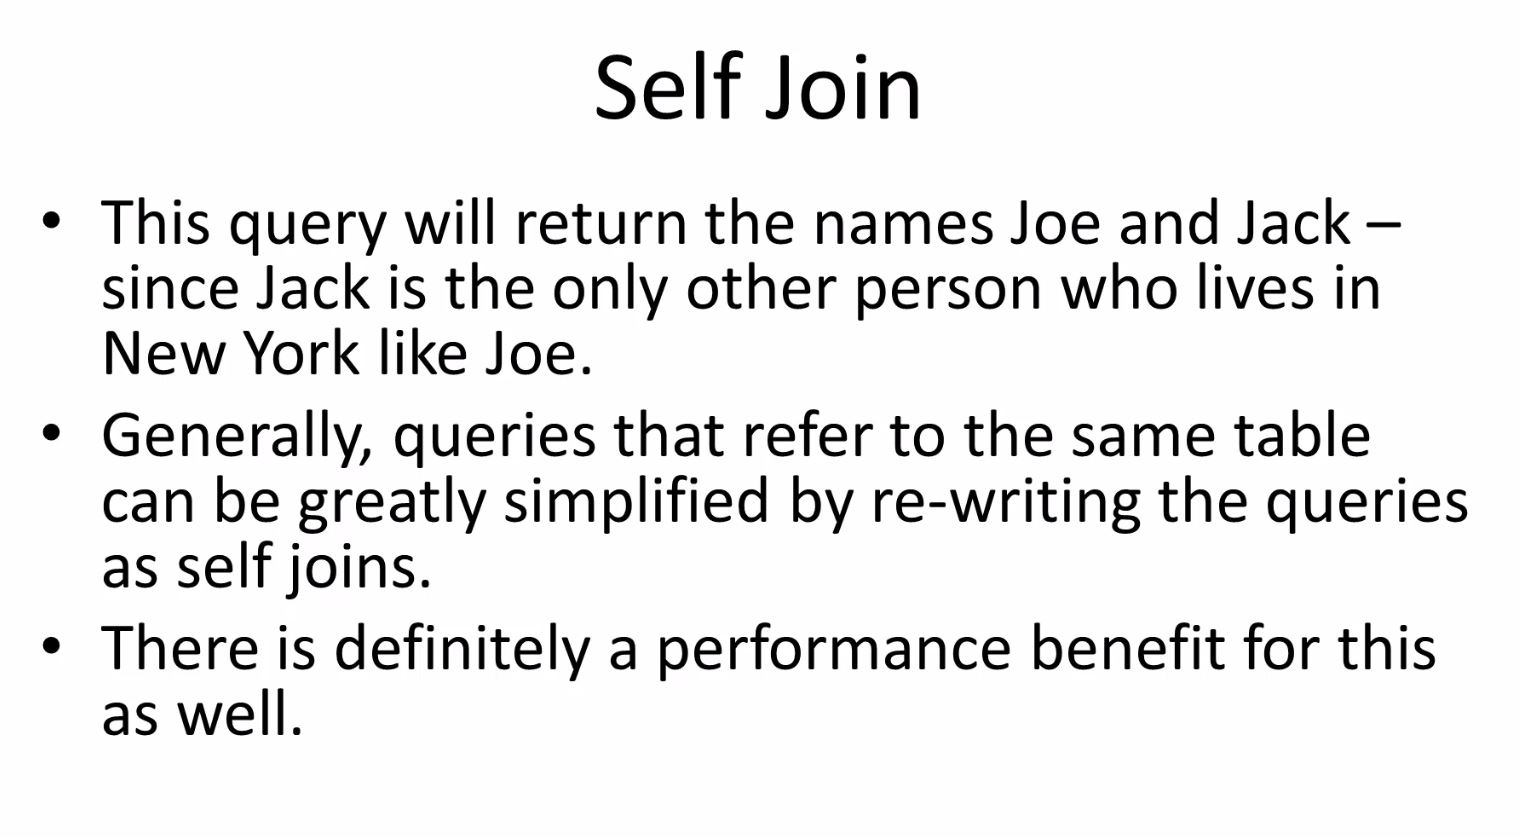 Self Join
• This query will return the names Joe and Jack –
since Jack is the only other person who lives in
New York like Joe.
• Generally, queries that refer to the same table
can be greatly simplified by re-writing the queries
as self joins.
• There is definitely a performance benefit for this
as well.